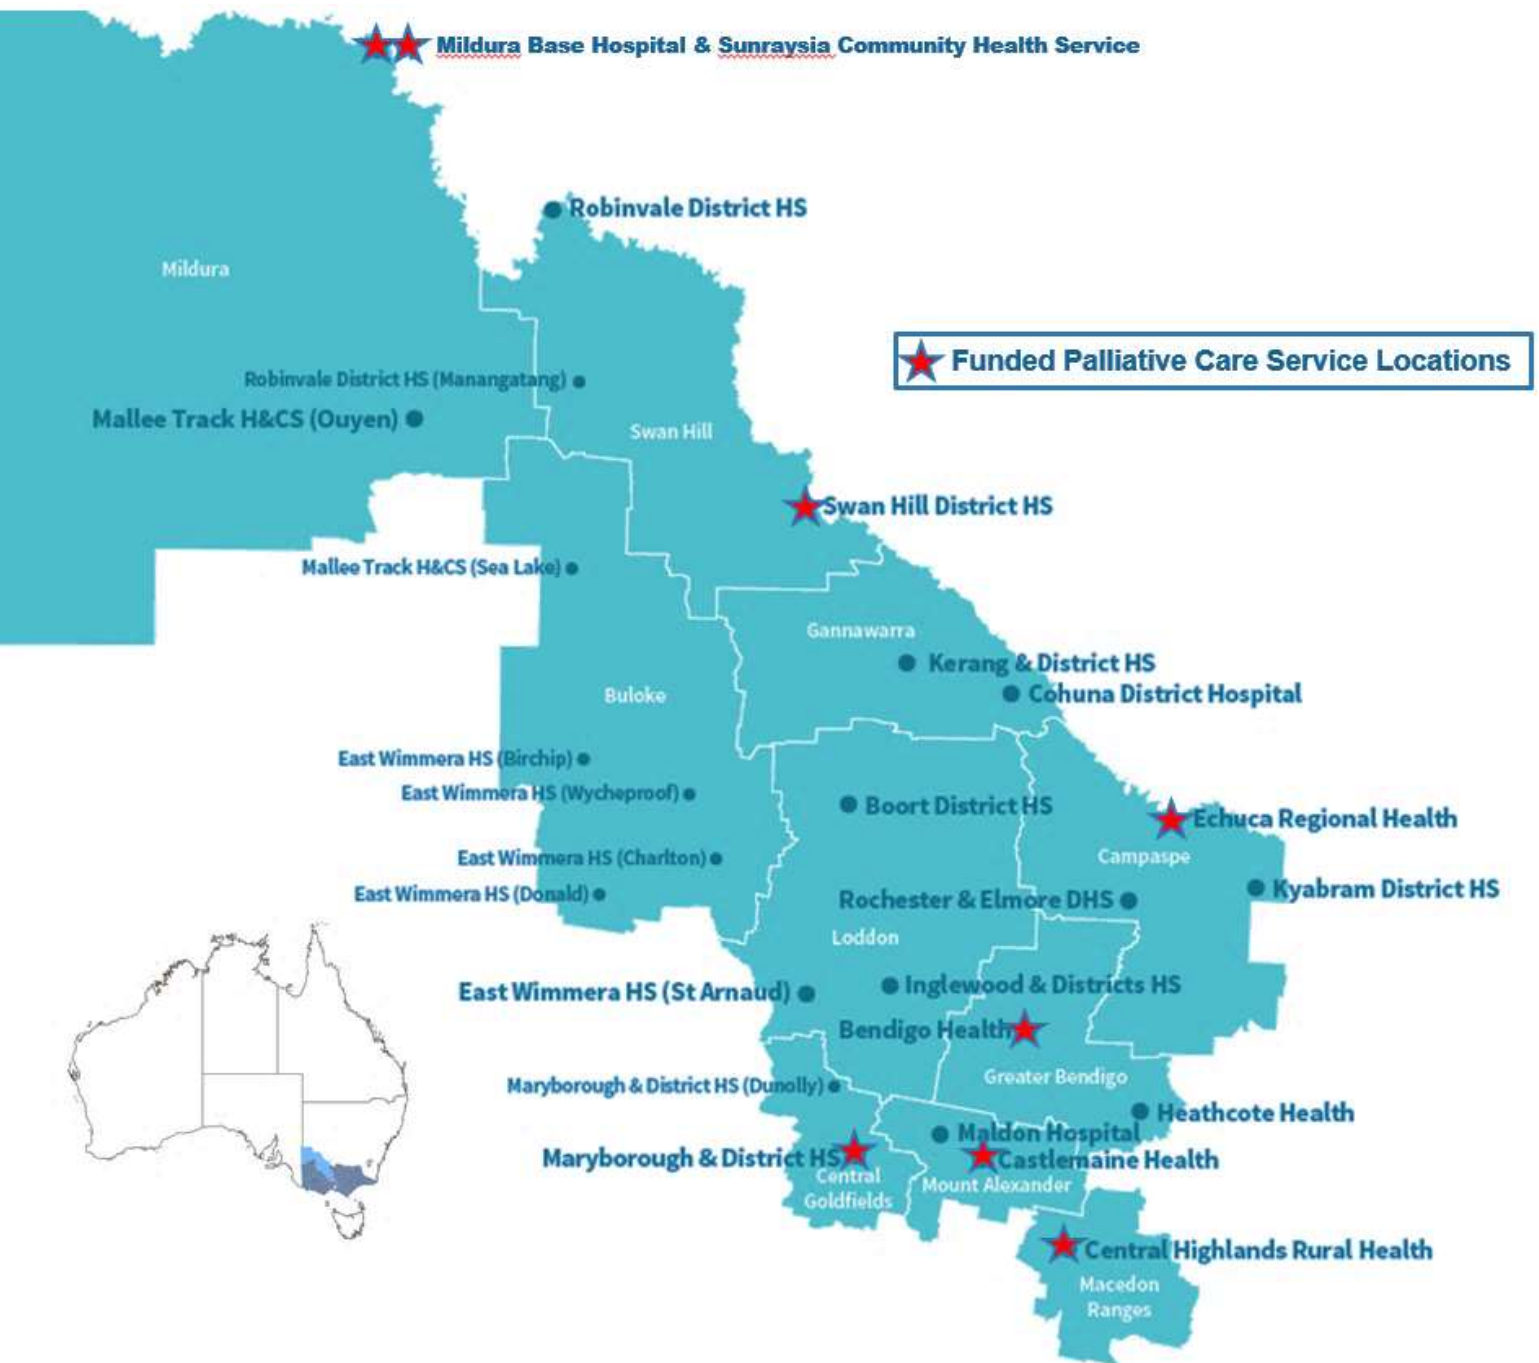 Mildura Base Hospital & Sunraysia Community Health Service
Robinvale District HS
Mildura
Funded Palliative Care Service Locations
Robinvale District HS (Manangatang)
Mallee Track H&CS (Ouyen)
Swan Hill
Swan Hill District HS
Mallee Track H&CS (Sea Lake)
Gannawarra
Kerang & District HS
Cohuna District Hospital
Buloke
East Wimmera HS (Birchip)
East Wimmera HS (Wycheproof)
Boort District HS
Echuca Regional Health
Campaspe
East Wimmera HS (Charlton)
East Wimmera HS (Donald)
Kyabram District HS
Rochester & Elmore DHS
Loddon
Inglewood & Districts HS
East Wimmera HS (St Arnaud)
Bendigo Health
Greater Bendigo
Maryborough & District HS (Dunolly)
Heathcote Health
Maldon Hospital
Maryborough & District HS
Castlemaine Health
Central
Goldfields
Mount Alexander
Central Highlands Rural Health
Macedon
Ranges